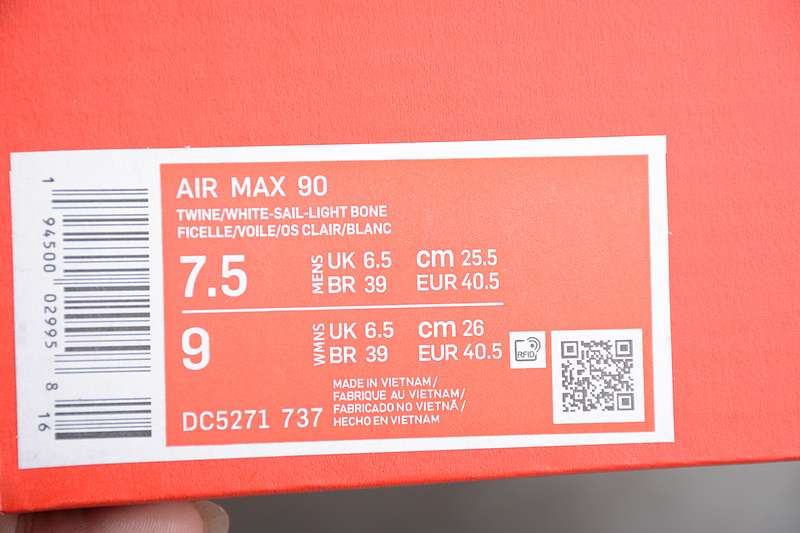 1 94500 02995 8 16
AIR MAX 90
TWINE/WHITE-SAIL-LIGHT BONE
FICELLE/VOILE/OS CLAIR/BLANC
7.5 MENS UK 6.5 cm 25.5
BR 39 EUR 40.5
9 WMNS UK 6.5 cm 26
BR 39 EUR 40.5
RFID
DC5271 737
MADE IN VIETNAM/
FABRIQUE AU VIETNAM/
FABRICADO NO VIETNÃ/
HECHO EN VIETNAM